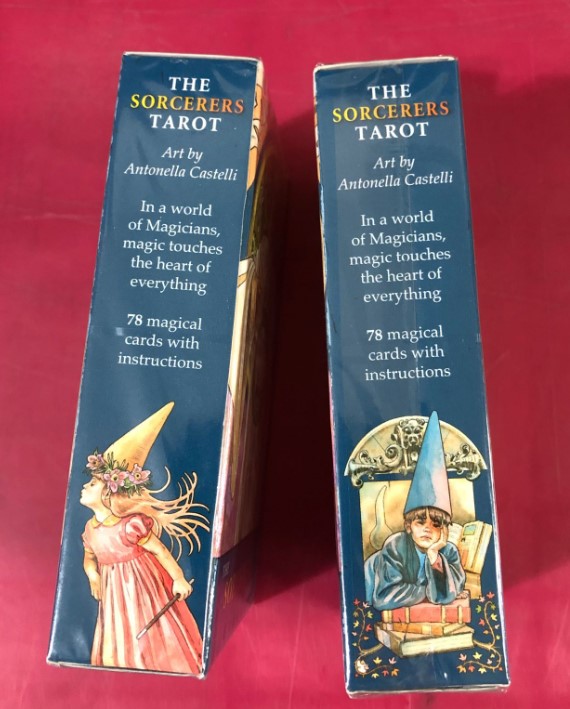 THE
SORCERERS
TAROT
Art by
Antonella Castelli
In a world
of Magicians,
magic touches
the heart of
everything
78 magical
cards with
instructions
THE
SORCERERS
TAROT
Art by
Antonella Castelli
In a world
of Magicians,
magic touches
the heart of
everything
78 magical
cards with
instructions